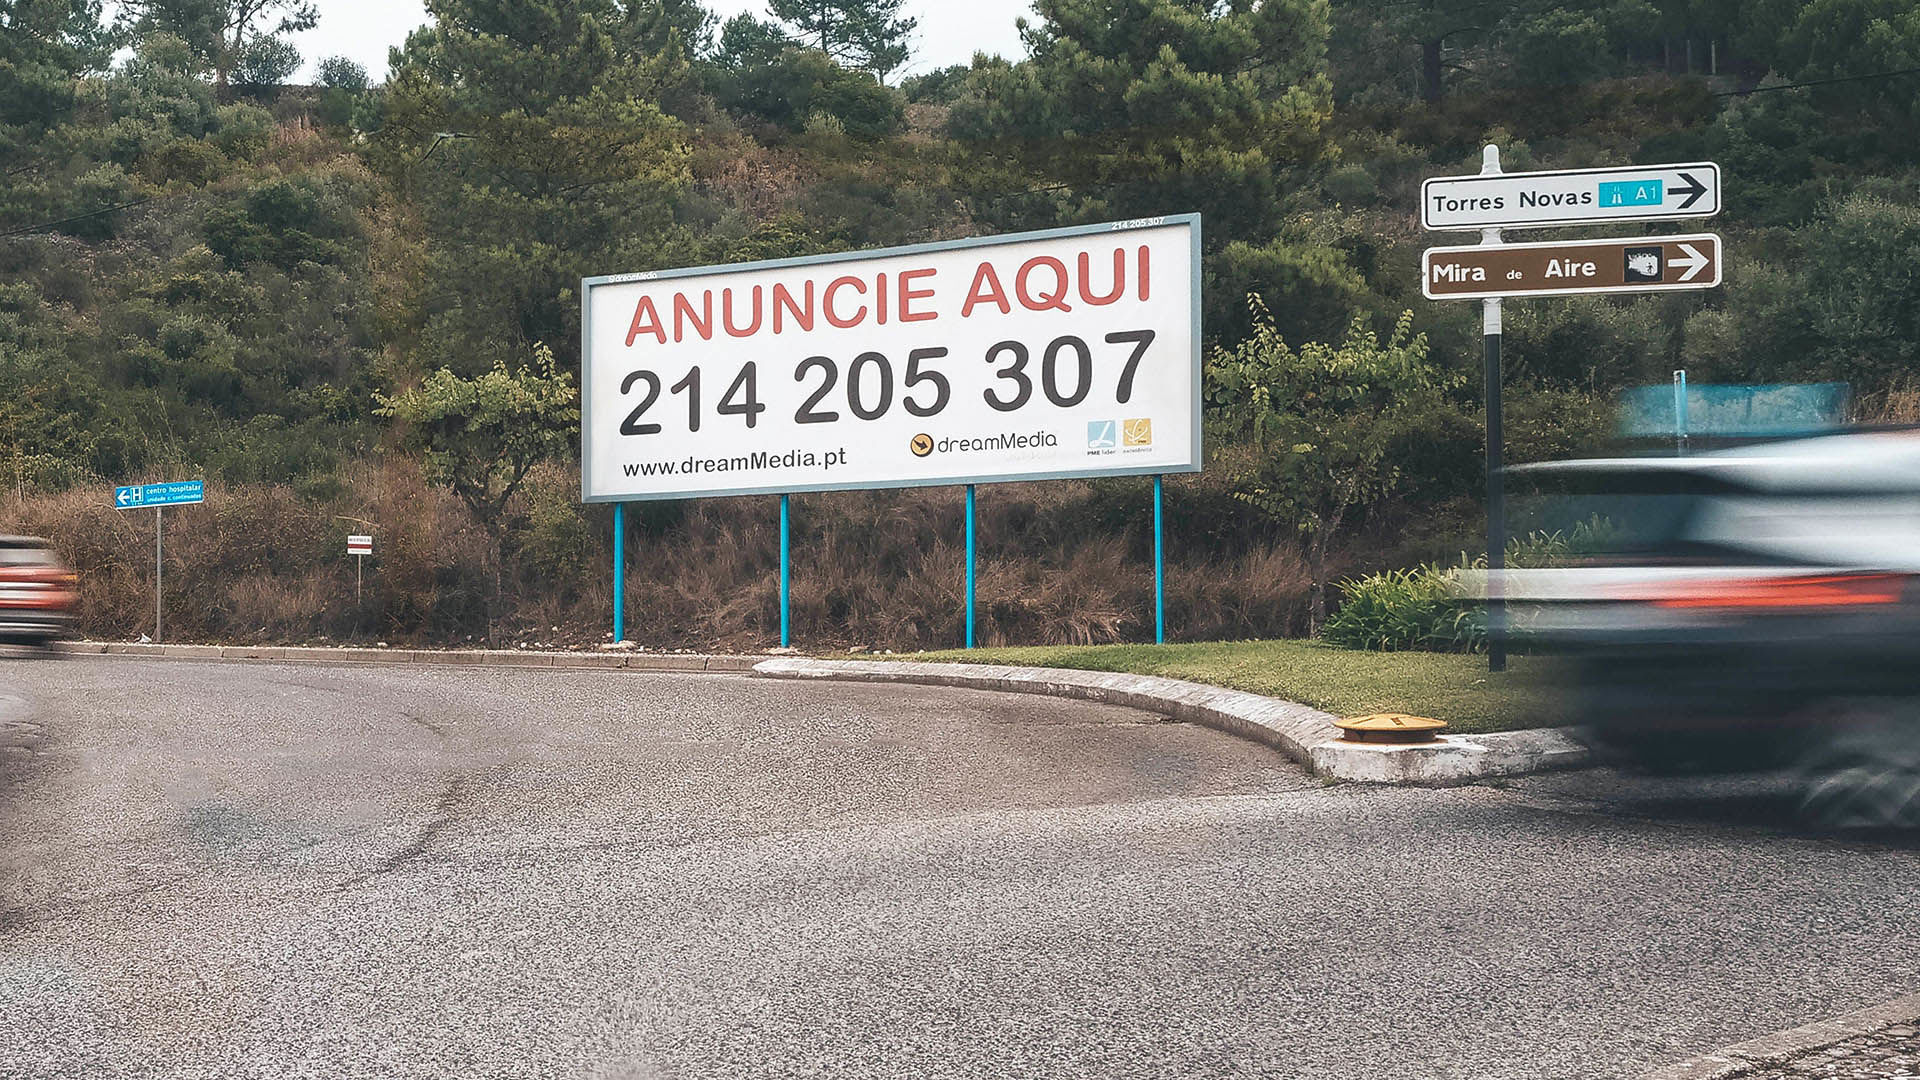 Torres Novas A1
Mira de Aire
214 205 307
dreamMedia
ANUNCIE AQUI
214 205 307
www.dreamMedia.pt
dreamMedia
PME líder
H centro hospitalar